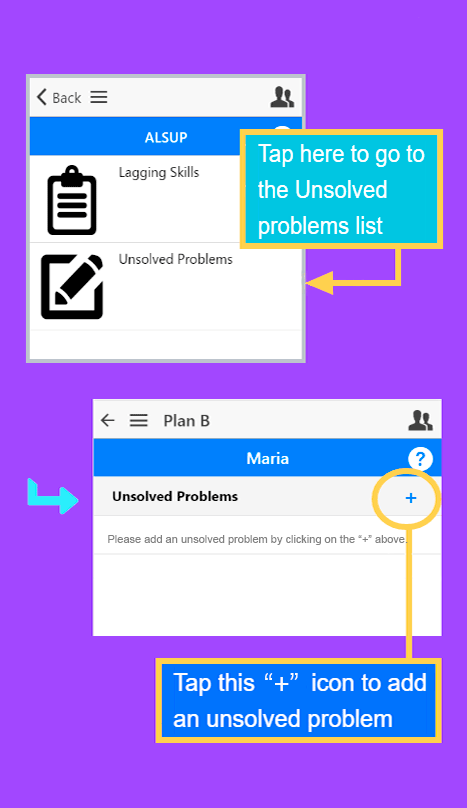 Back
ALSUP
Lagging Skills
Tap here to go to
the Unsolved
problems list
Unsolved Problems
Plan B
Maria
?
Unsolved Problems
+
Please add an unsolved problem by clicking on the “+” above.
Tap this “+” icon to add
an unsolved problem